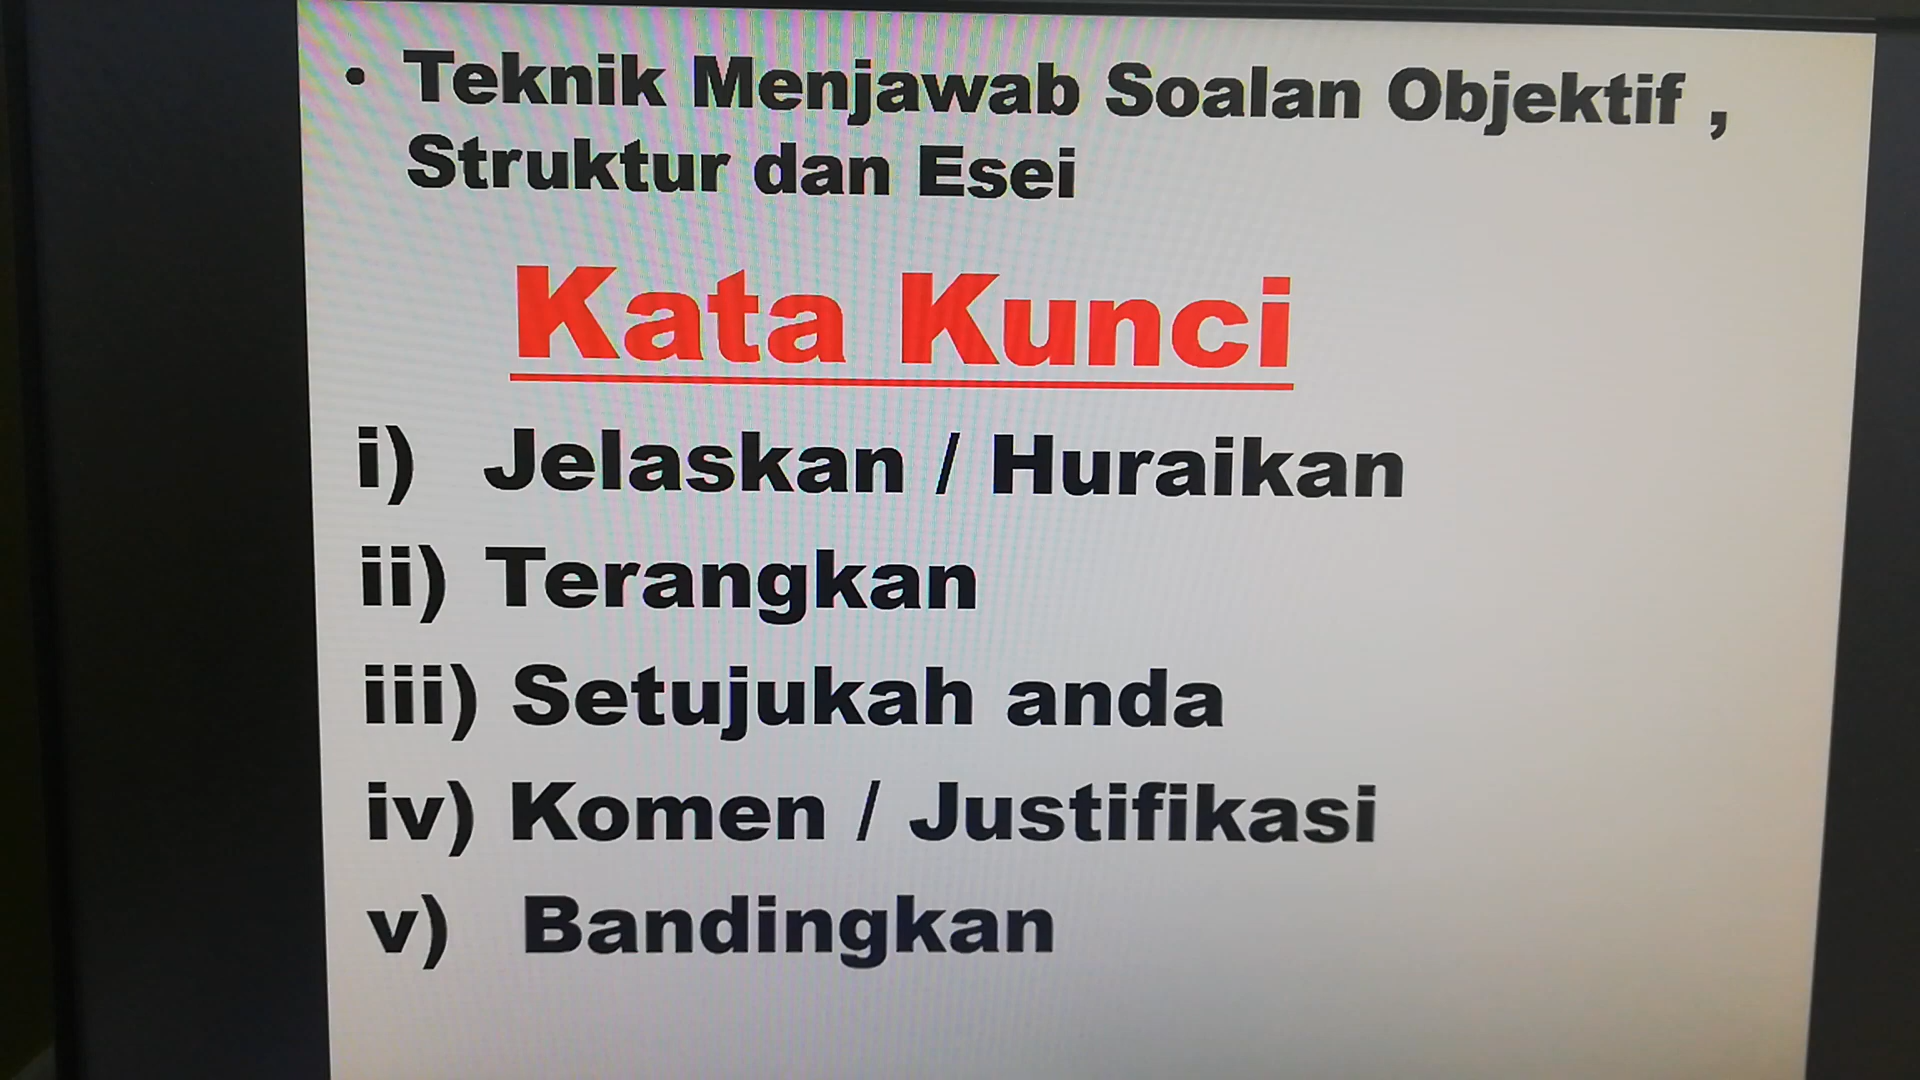 • Teknik Menjawab Soalan Objektif ,
Struktur dan Esei
Kata Kunci
i) Jelaskan / Huraikan
ii) Terangkan
iii) Setujukah anda
iv) Komen / Justifikasi
v) Bandingkan